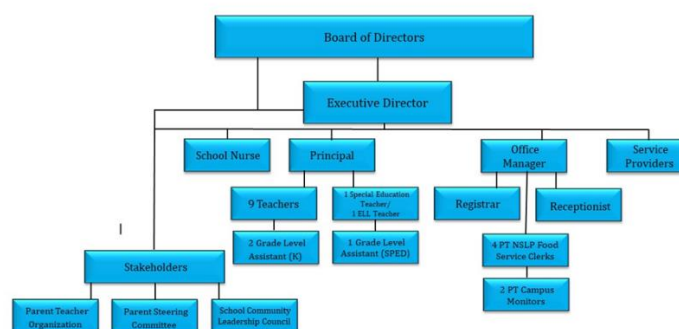 Board of Directors
Executive Director
School Nurse
Principal
Office
Manager
Service
Providers
9 Teachers
1 Special Education
Teacher/
1 ELL Teacher
Registrar
Receptionist
2 Grade Level
Assistant (K)
1 Grade Level
Assistant (SPED)
4 PT NSLP Food
Service Clerks
Stakeholders
2 PT Campus
Monitors
Parent Teacher
Organization
Parent Steering
Committee
School Community
Leadership Council